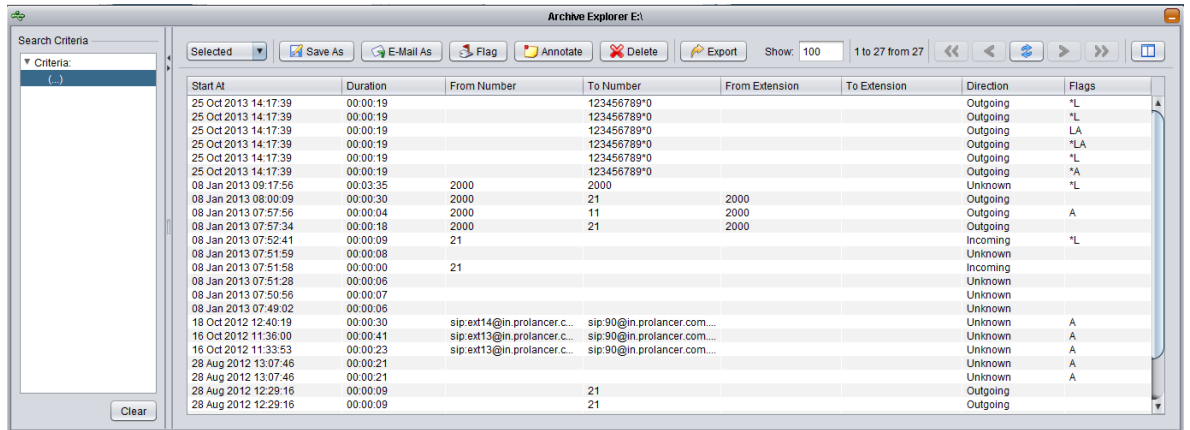 Archive Explorer E:\
Search Criteria
Criteria:
(...)
Clear
Selected Save As E-Mail As Flag Annotate Delete Export Show: 100 1 to 27 from 27
Start At Duration From Number To Number From Extension To Extension Direction Flags
25 Oct 2013 14:17:39 00:00:19 123456789*0 Outgoing *L
25 Oct 2013 14:17:39 00:00:19 123456789*0 Outgoing *L
25 Oct 2013 14:17:39 00:00:19 123456789*0 Outgoing LA
25 Oct 2013 14:17:39 00:00:19 123456789*0 Outgoing *LA
25 Oct 2013 14:17:39 00:00:19 123456789*0 Outgoing *L
25 Oct 2013 14:17:39 00:00:19 123456789*0 Outgoing *A
08 Jan 2013 09:17:56 00:03:35 2000 2000 Unknown *L
08 Jan 2013 08:00:09 00:00:30 2000 21 2000 Outgoing
08 Jan 2013 07:57:56 00:00:04 2000 11 2000 Outgoing A
08 Jan 2013 07:57:34 00:00:18 2000 21 2000 Outgoing
08 Jan 2013 07:52:41 00:00:09 21 Incoming *L
08 Jan 2013 07:51:59 00:00:08 Unknown
08 Jan 2013 07:51:58 00:00:00 21 Incoming
08 Jan 2013 07:51:28 00:00:06 Unknown
08 Jan 2013 07:50:56 00:00:07 Unknown
08 Jan 2013 07:49:02 00:00:06 Unknown
18 Oct 2012 12:40:19 00:00:30 sip:ext14@in.prolancer.c... sip:90@in.prolancer.com.... Unknown A
16 Oct 2012 11:36:00 00:00:41 sip:ext13@in.prolancer.c... sip:90@in.prolancer.com.... Unknown A
16 Oct 2012 11:33:53 00:00:23 sip:ext13@in.prolancer.c... sip:90@in.prolancer.com.... Unknown A
28 Aug 2012 13:07:46 00:00:21 Unknown A
28 Aug 2012 13:07:46 00:00:21 Unknown A
28 Aug 2012 12:29:16 00:00:09 21 Outgoing
28 Aug 2012 12:29:16 00:00:09 21 Outgoing